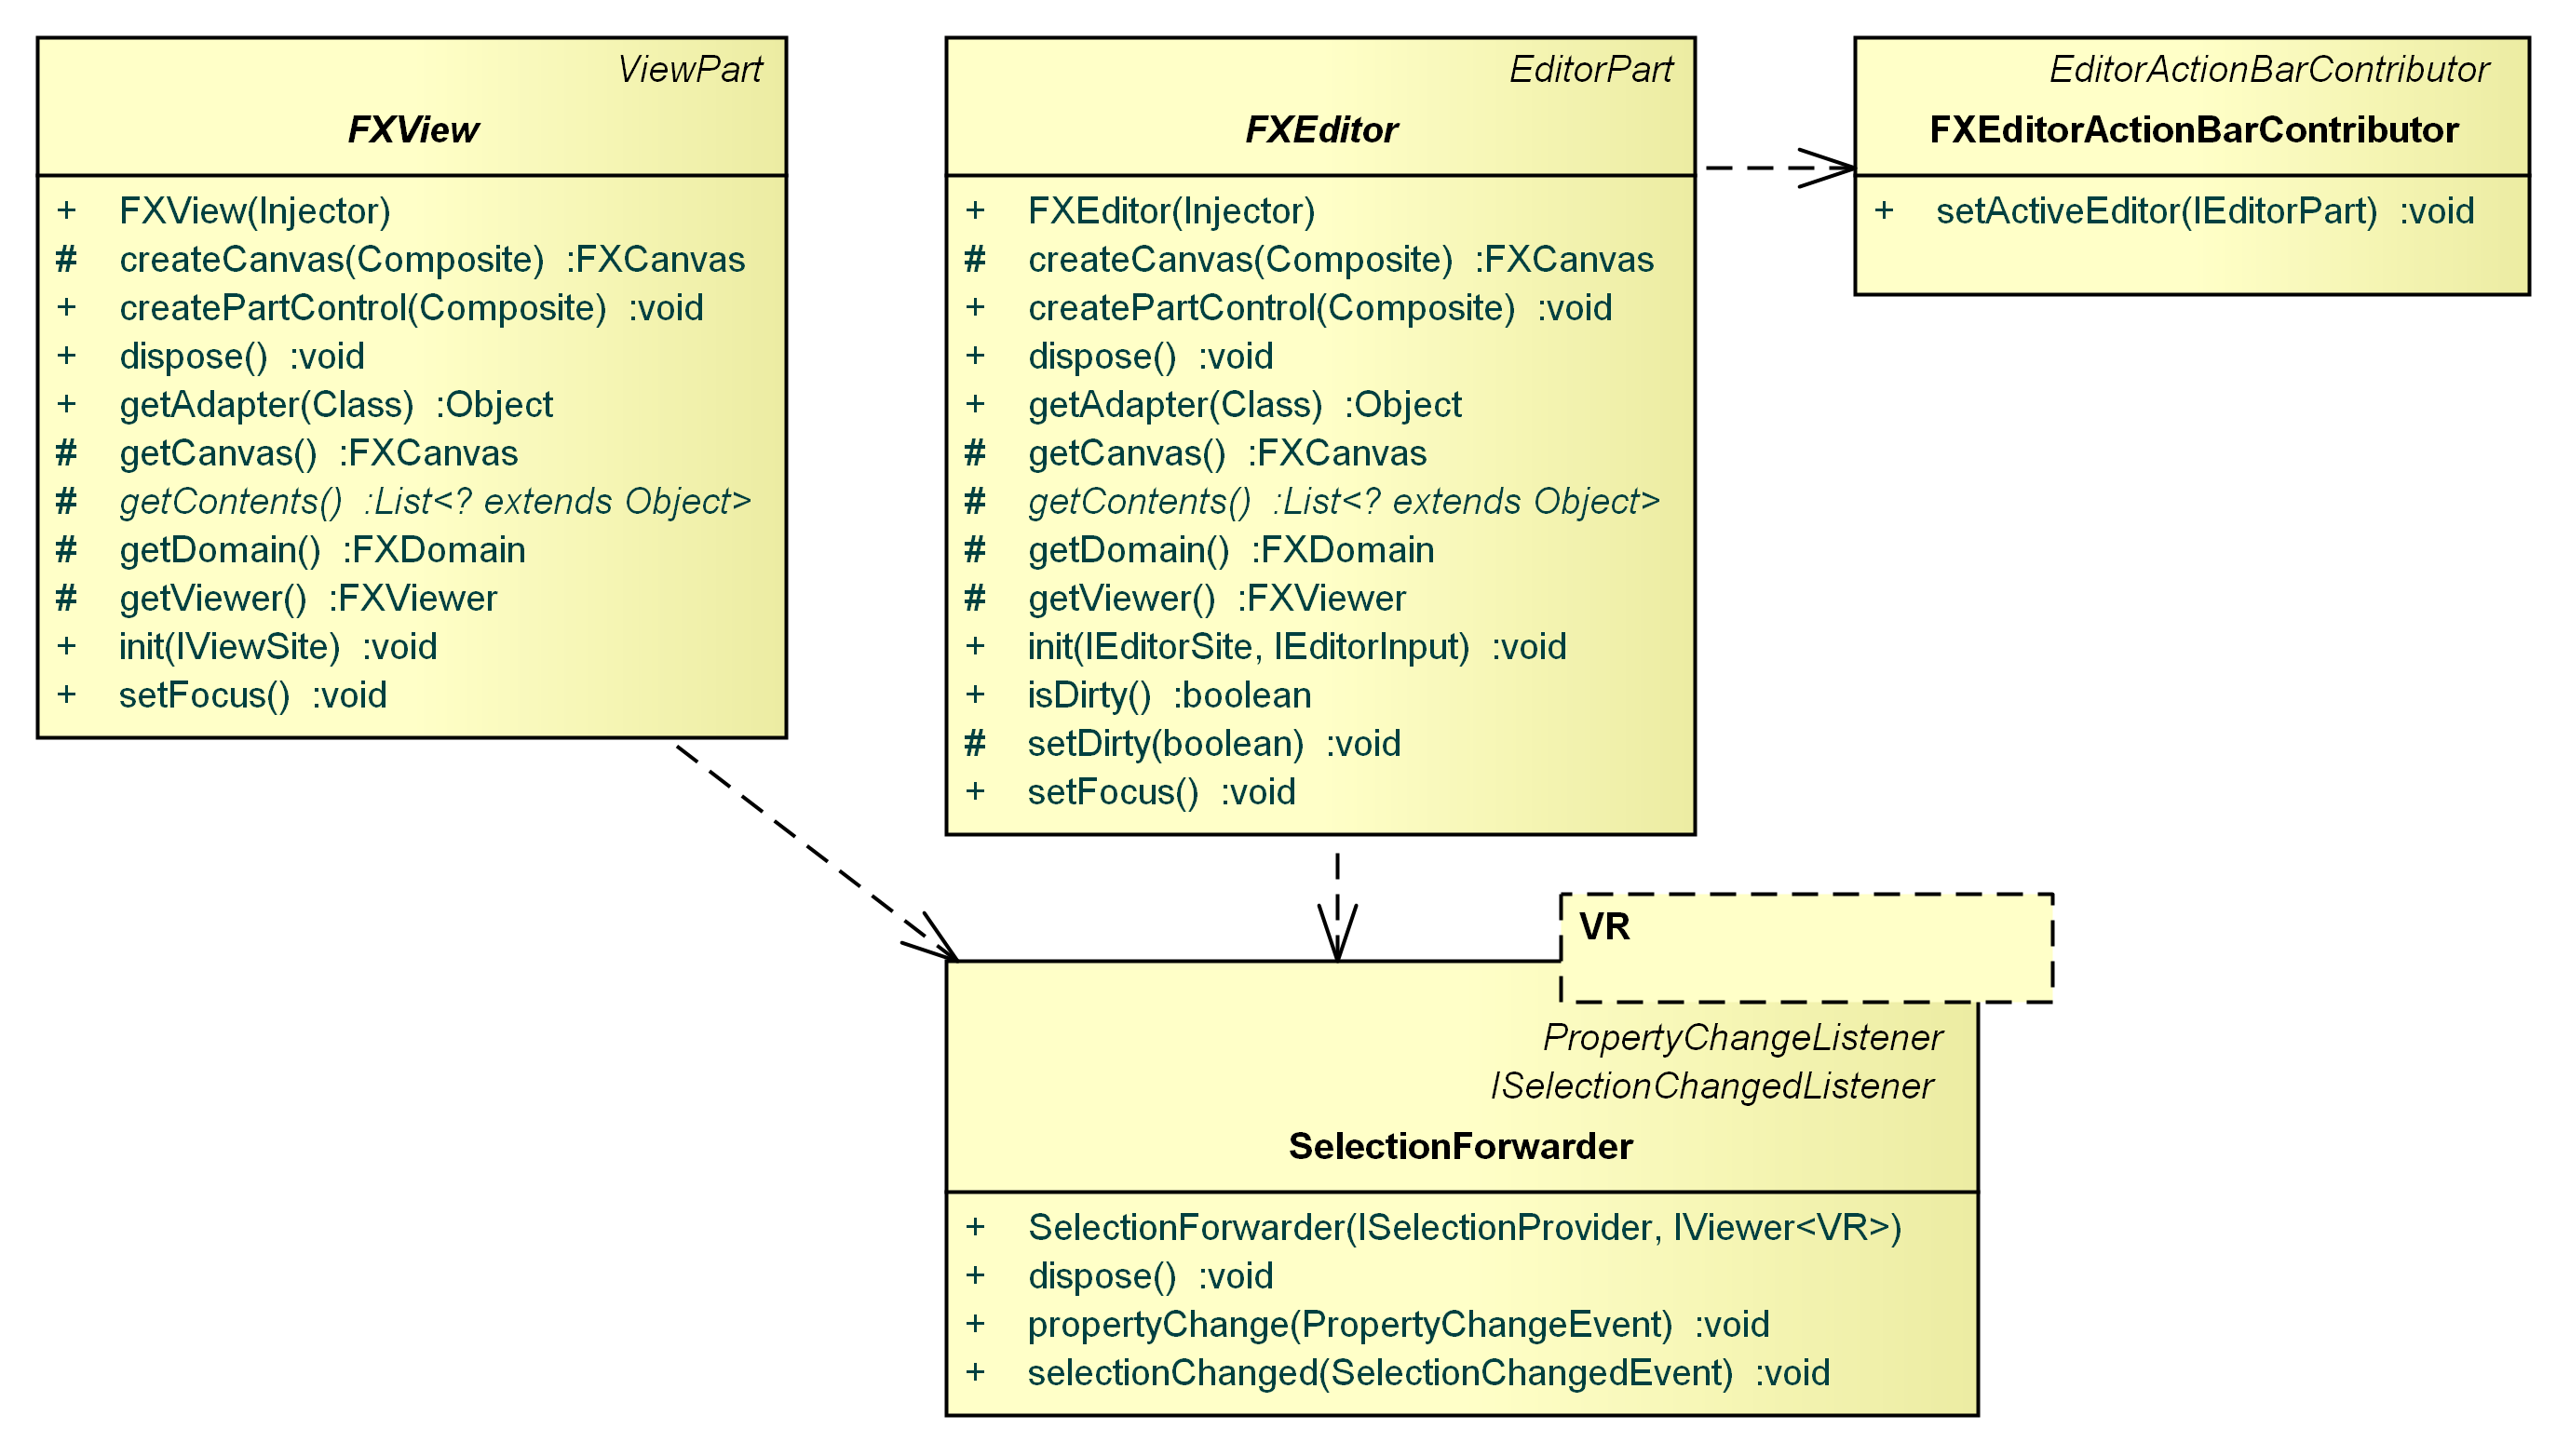 ViewPart
FXView
+ FXView(Injector)
# createCanvas(Composite) :FXCanvas
+ createPartControl(Composite) :void
+ dispose() :void
+ getAdapter(Class) :Object
# getCanvas() :FXCanvas
# getContents() :List<? extends Object>
# getDomain() :FXDomain
# getViewer() :FXViewer
+ init(IViewSite) :void
+ setFocus() :void
EditorPart
FXEditor
+ FXEditor(Injector)
# createCanvas(Composite) :FXCanvas
+ createPartControl(Composite) :void
+ dispose() :void
+ getAdapter(Class) :Object
# getCanvas() :FXCanvas
# getContents() :List<? extends Object>
# getDomain() :FXDomain
# getViewer() :FXViewer
+ init(IEditorSite, IEditorInput) :void
+ isDirty() :boolean
# setDirty(boolean) :void
+ setFocus() :void
EditorActionBarContributor
FXEditorActionBarContributor
+ setActiveEditor(IEditorPart) :void
VR
PropertyChangeListener
ISelectionChangedListener
SelectionForwarder
+ SelectionForwarder(ISelectionProvider, IViewer<VR>)
+ dispose() :void
+ propertyChange(PropertyChangeEvent) :void
+ selectionChanged(SelectionChangedEvent) :void